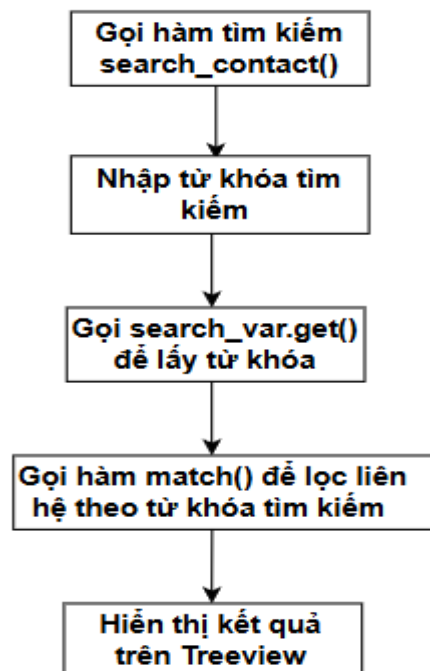 Gọi hàm tìm kiếm
search_contact()
Nhập từ khóa tìm
kiếm
Gọi search_var.get()
để lấy từ khóa
Gọi hàm match() để lọc liên
hệ theo từ khóa tìm kiếm
Hiển thị kết quả
trên Treeview